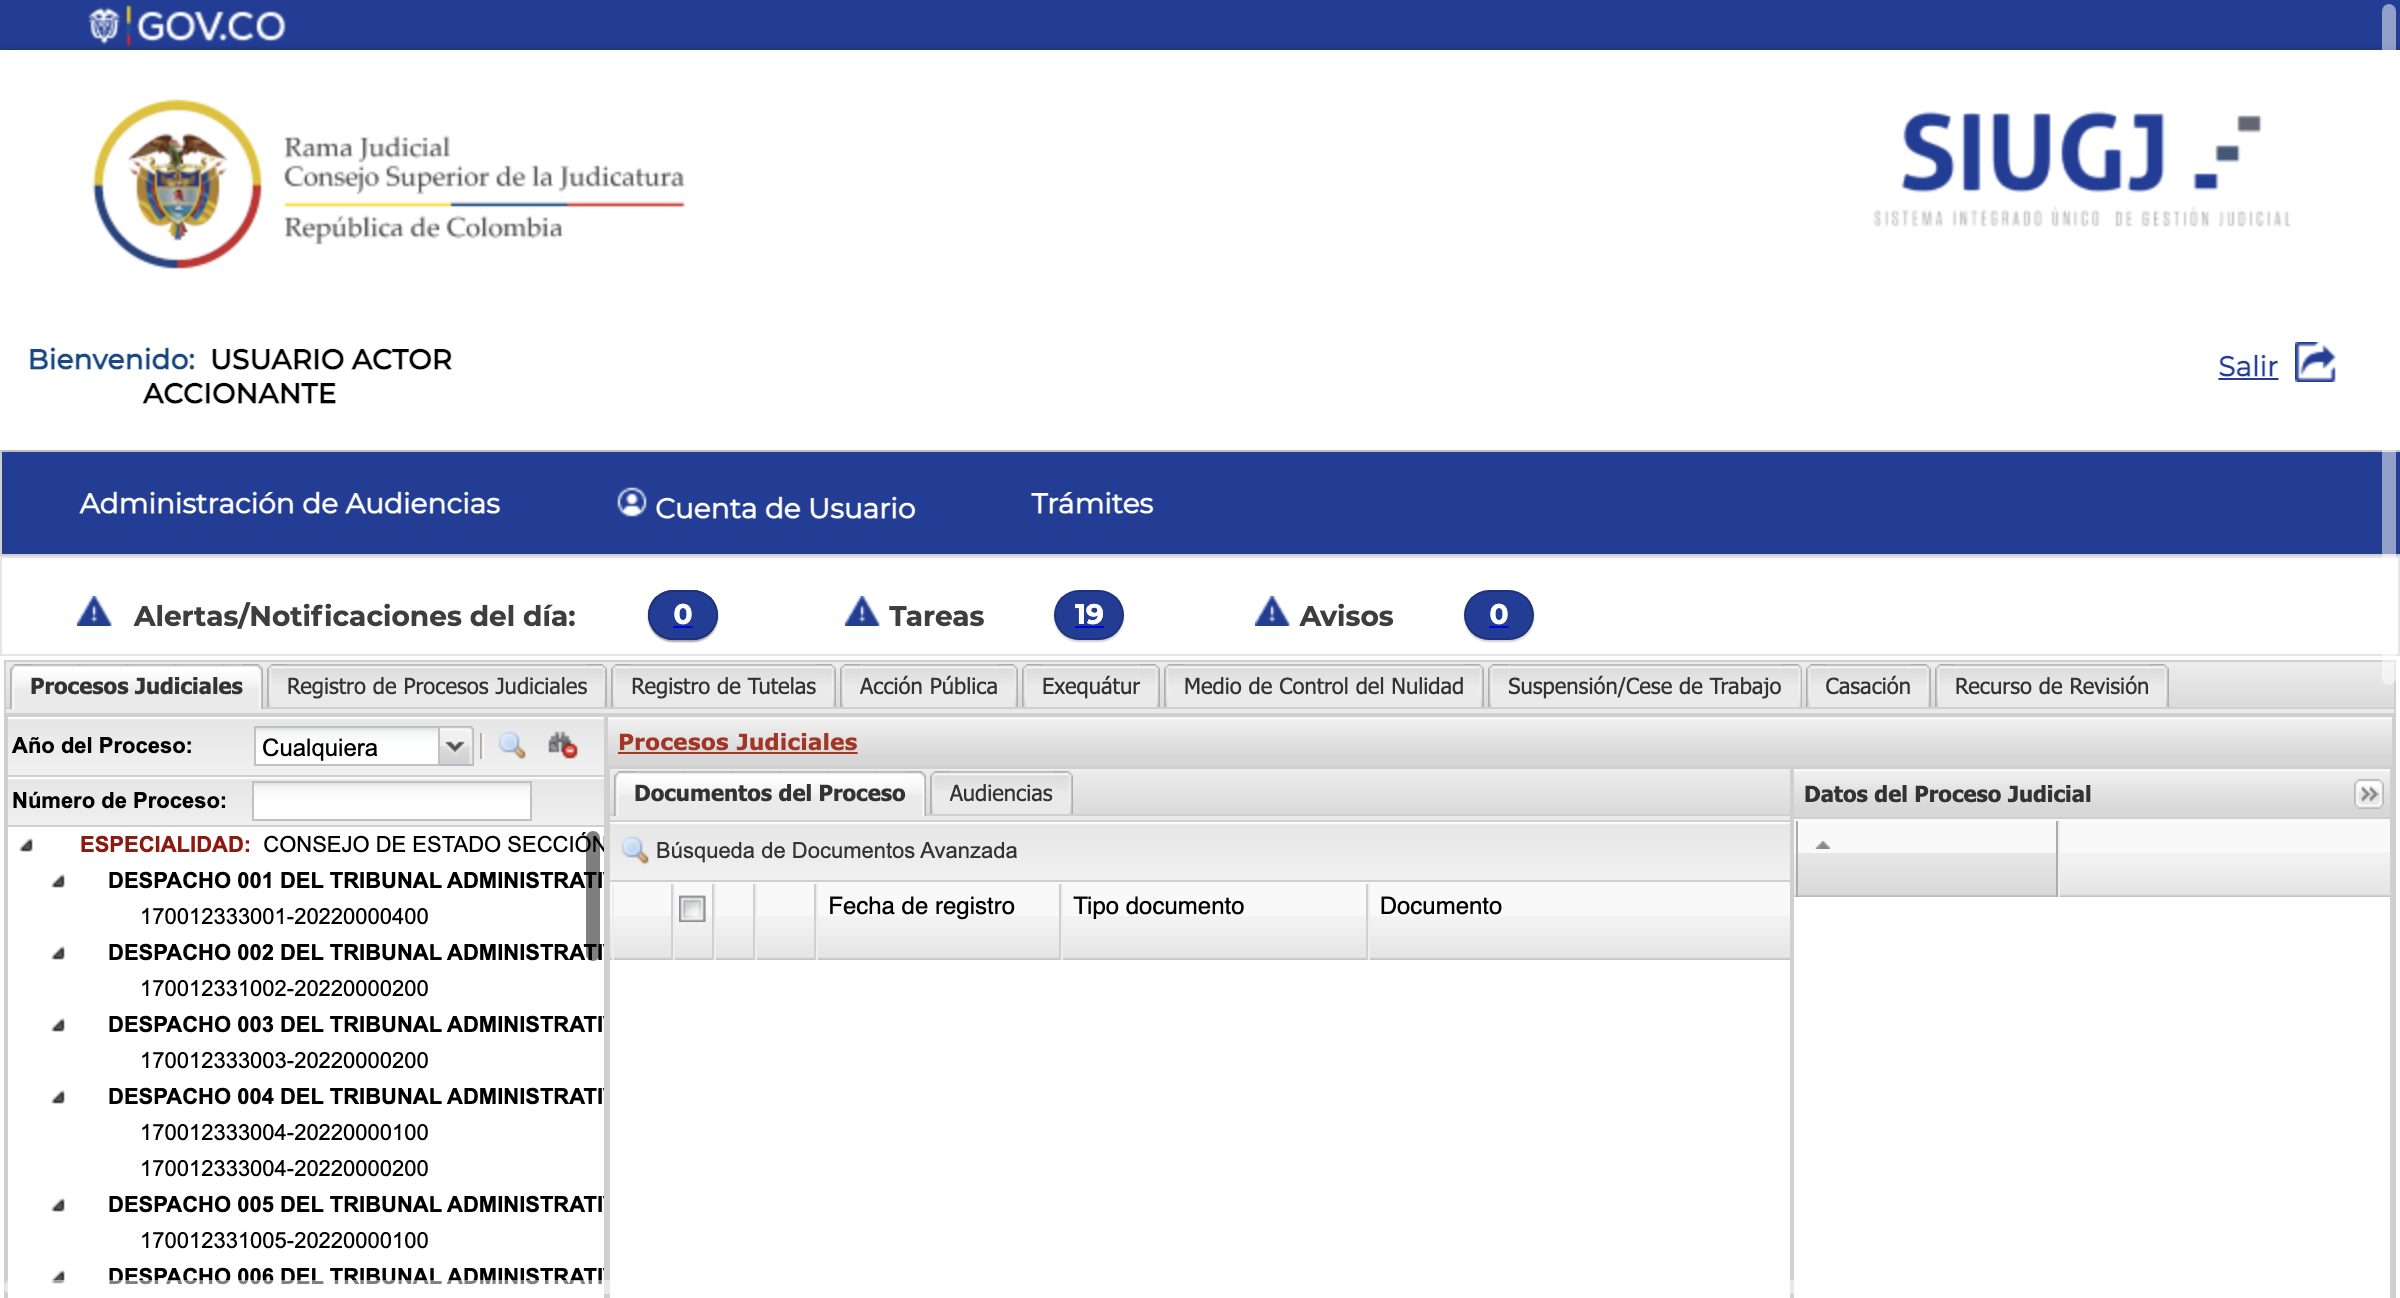 GOV.CO
Rama Judicial
Consejo Superior de la Judicatura
República de Colombia
SIUGJ
SISTEMA INTEGRADO ÚNICO DE GESTIÓN JUDICIAL
Bienvenido: USUARIO ACTOR
ACCIONANTE
Salir
Administración de Audiencias Cuenta de Usuario Trámites
Alertas/Notificaciones del día: 0 Tareas 19 Avisos 0
Procesos Judiciales Registro de Procesos Judiciales Registro de Tutelas Acción Pública Exequátur Medio de Control del Nulidad Suspensión/Cese de Trabajo Casación Recurso de Revisión
Año del Proceso: Cualquiera
Número de Proceso:
ESPECIALIDAD: CONSEJO DE ESTADO SECCIÓN
DESPACHO 001 DEL TRIBUNAL ADMINISTRATI
170012333001-20220000400
DESPACHO 002 DEL TRIBUNAL ADMINISTRATI
170012331002-20220000200
DESPACHO 003 DEL TRIBUNAL ADMINISTRATI
170012333003-20220000200
DESPACHO 004 DEL TRIBUNAL ADMINISTRATI
170012333004-20220000100
170012333004-20220000200
DESPACHO 005 DEL TRIBUNAL ADMINISTRATI
170012331005-20220000100
DESPACHO 006 DEL TRIBUNAL ADMINISTRATI
Procesos Judiciales
Documentos del Proceso Audiencias
Búsqueda de Documentos Avanzada
Fecha de registro Tipo documento Documento
Datos del Proceso Judicial